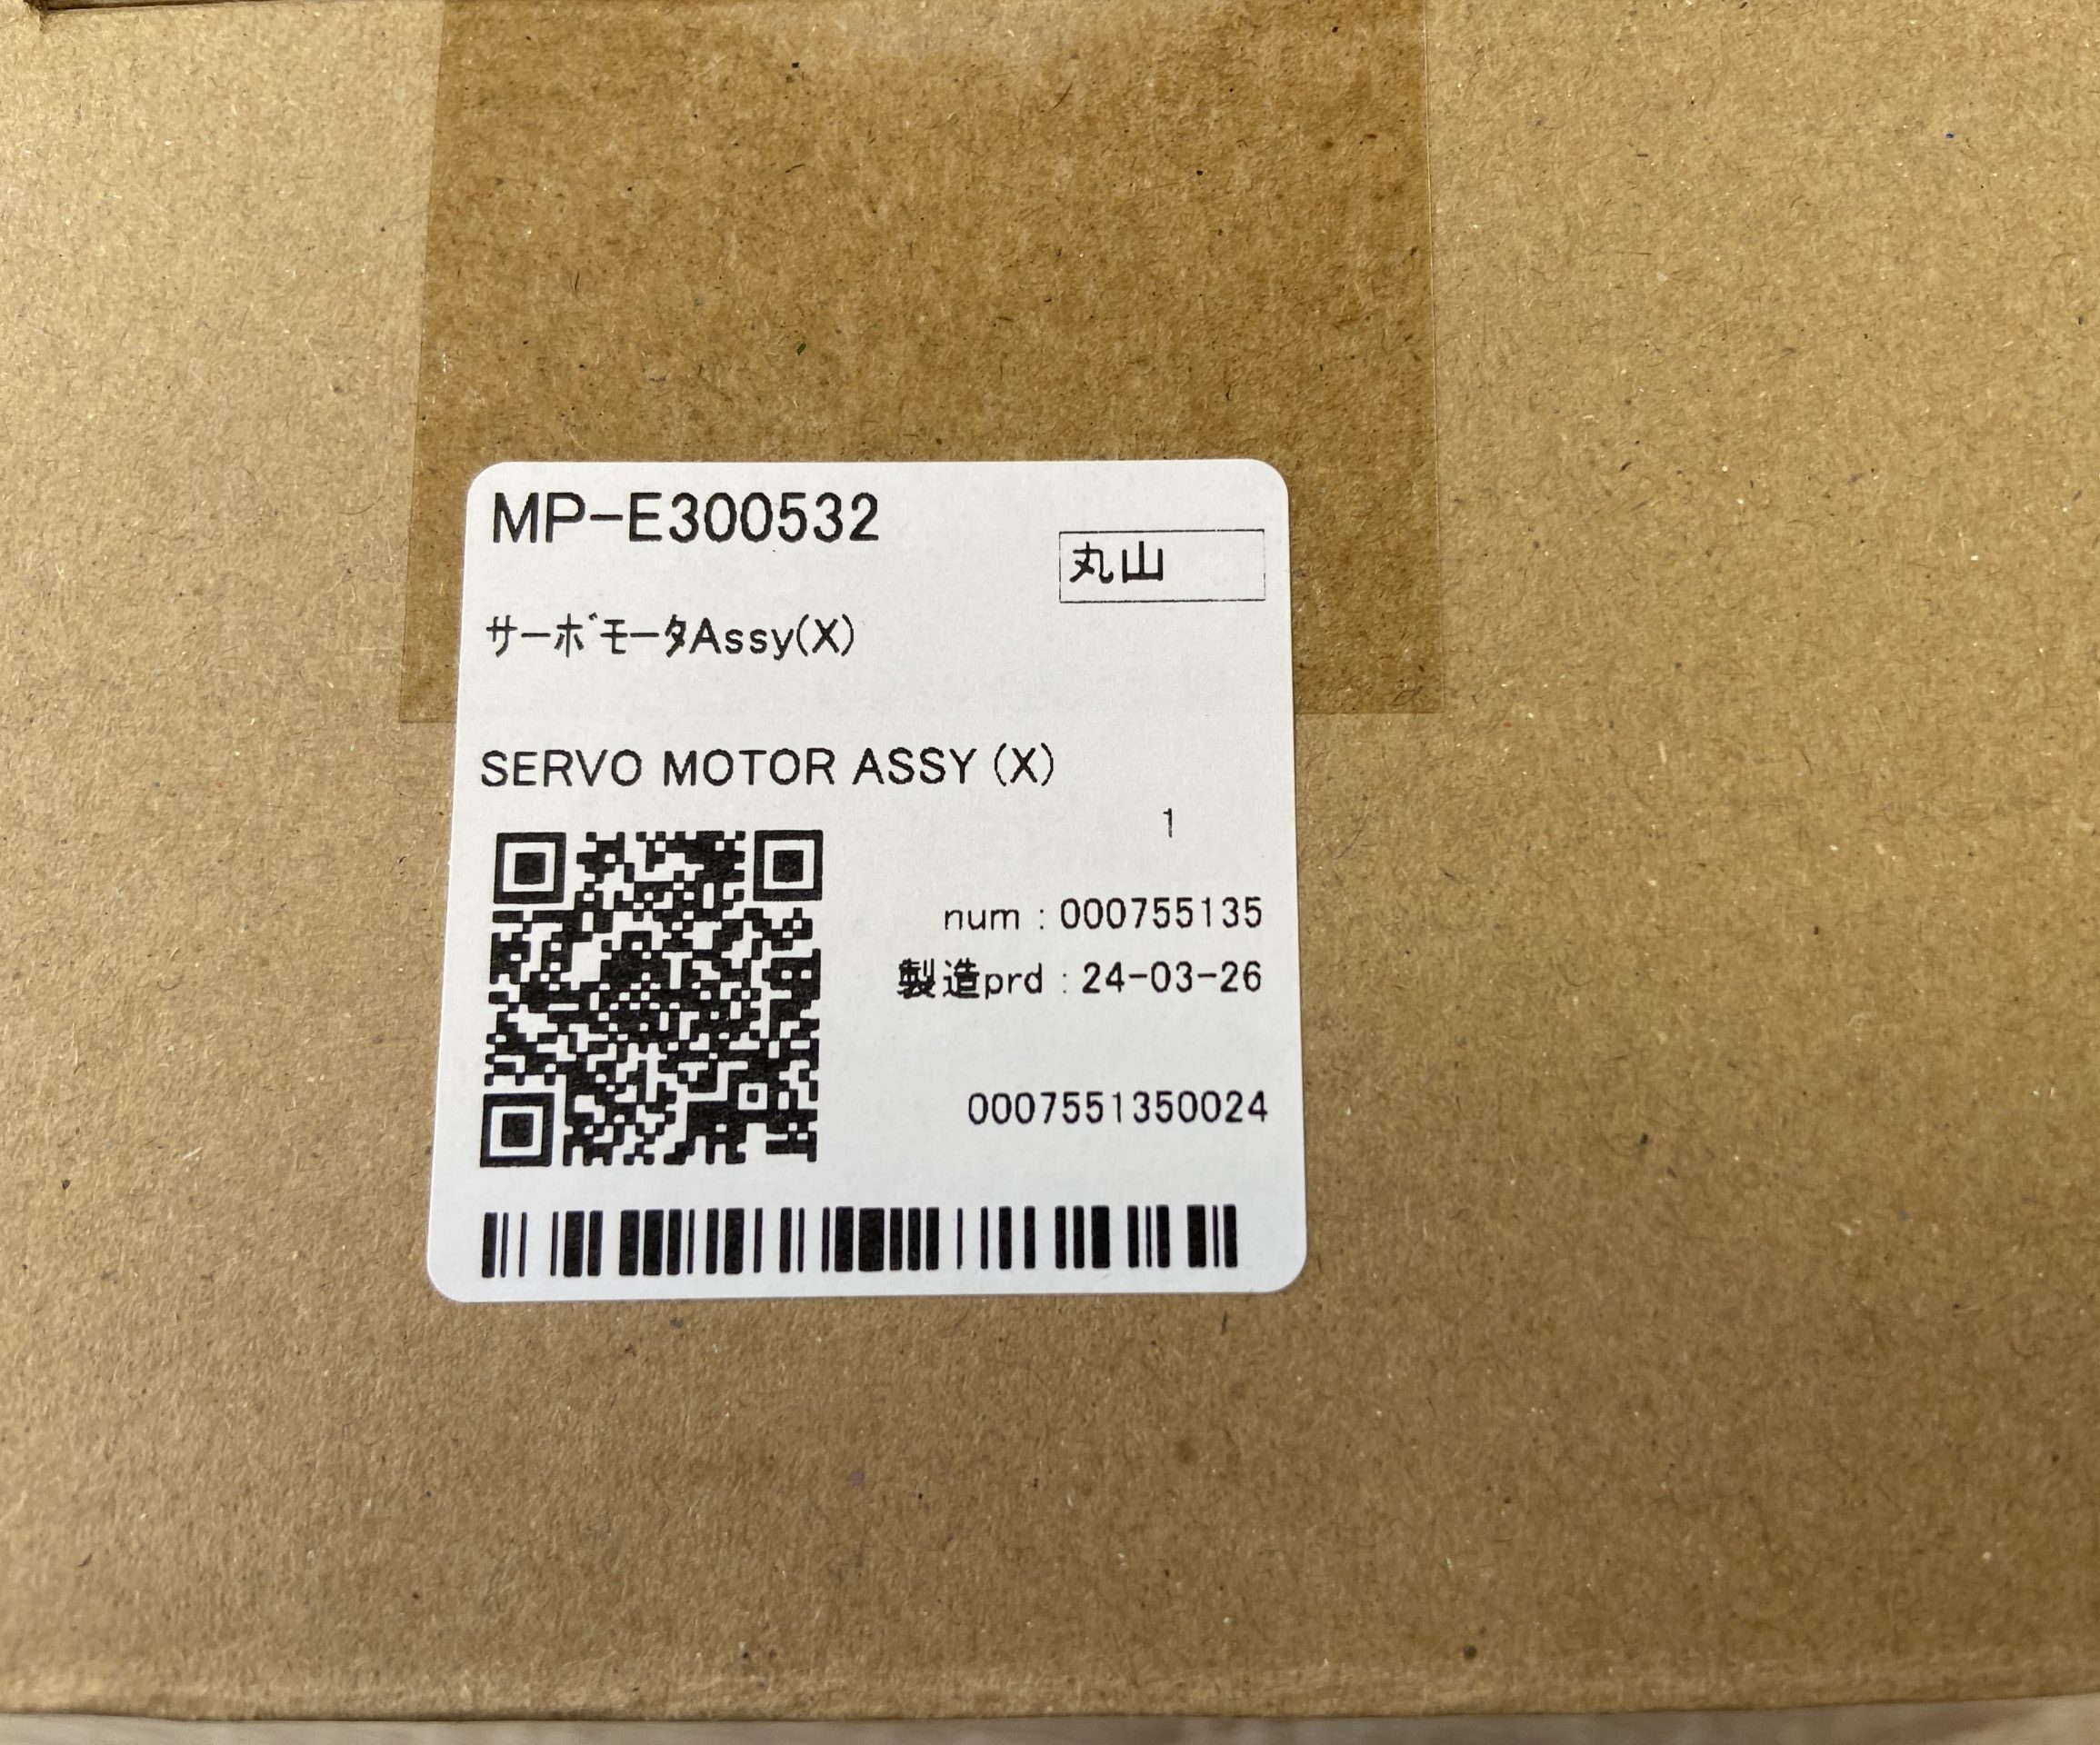 MP-E300532
丸山
ｻｰﾎﾞﾓｰﾀAssy(X)
SERVO MOTOR ASSY (X)
1
num : 000755135
製造prd : 24-03-26
0007551350024